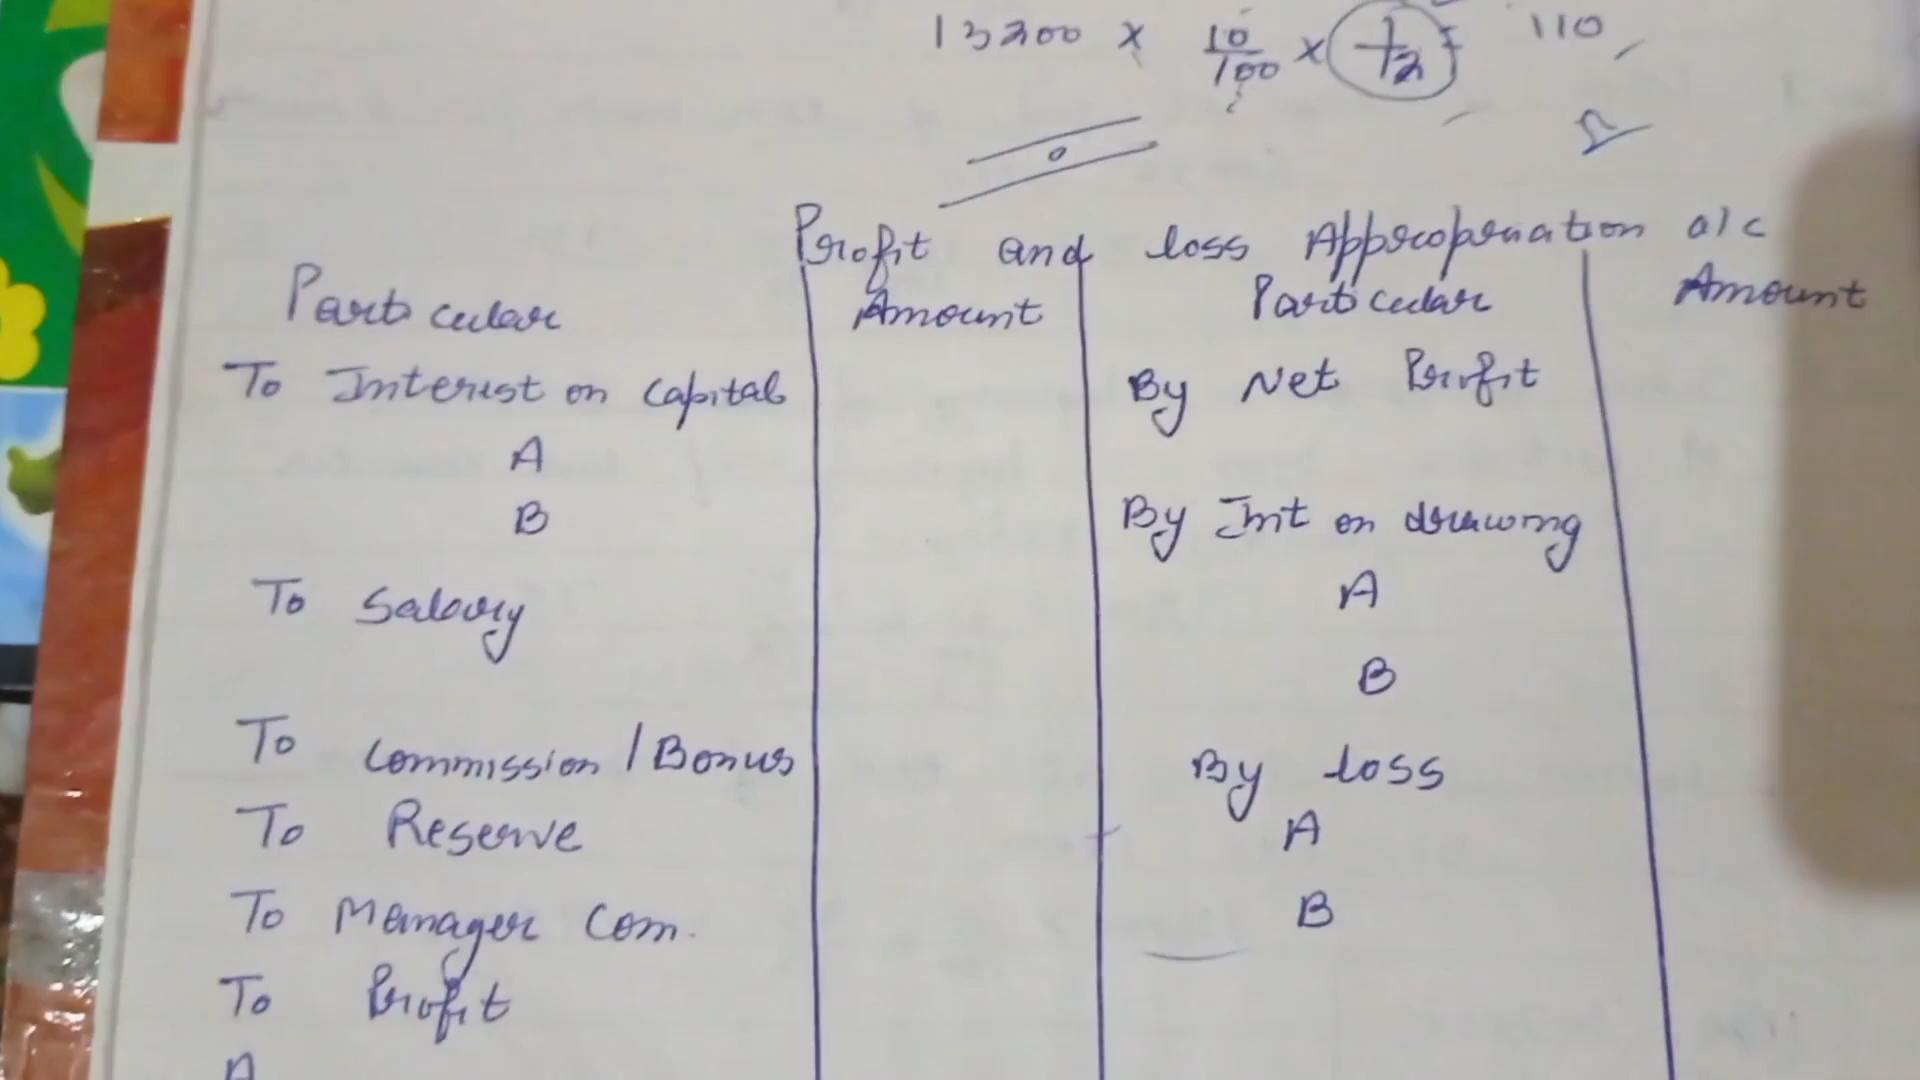 13200 × 10/100 × 1/12 = 110
Profit and loss Appropriation a/c
Particular Amount Particular Amount
To Interest on Capital By Net Profit
A
B By Int on drawing
A
To Salary
B
To Commission / Bonus By loss
To Reserve A
To Manager Com. B
To Profit
A